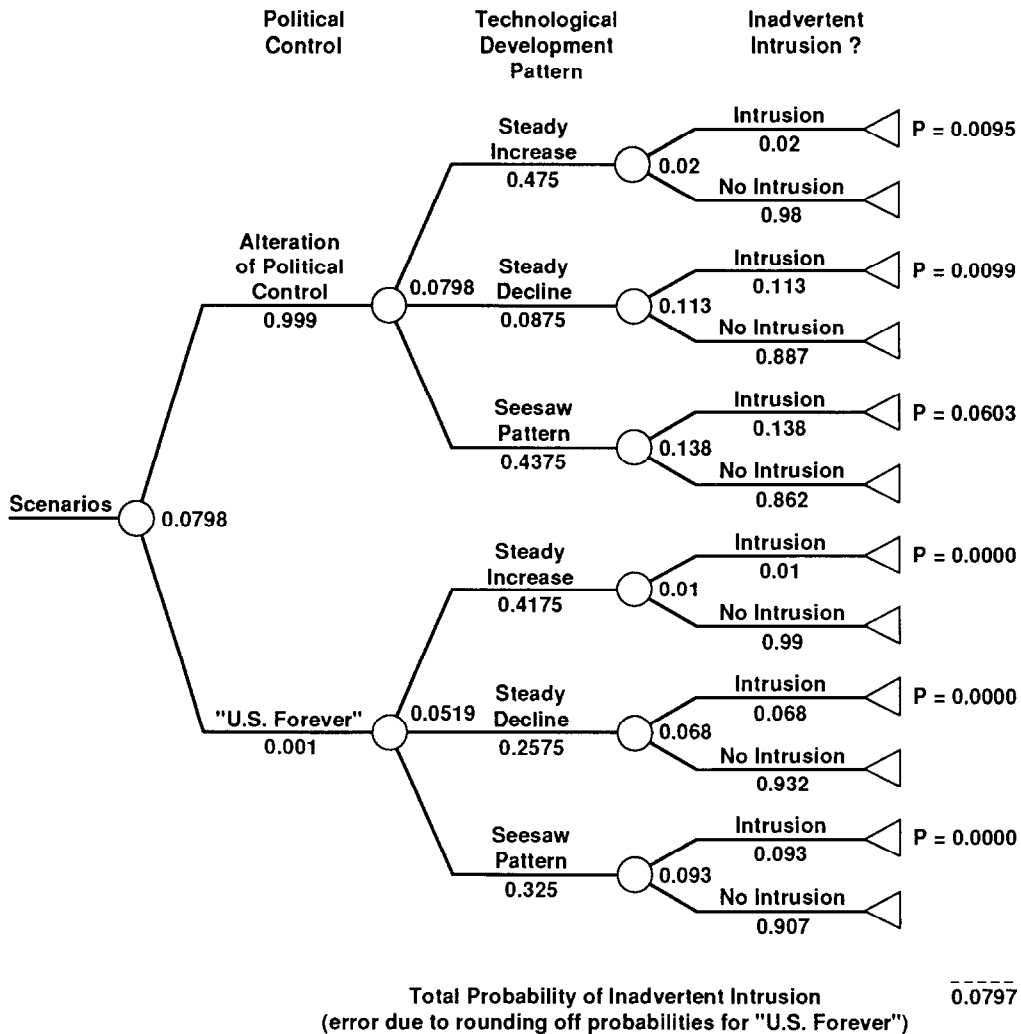 Political
Control
Technological
Development
Pattern
Inadvertent
Intrusion ?
Steady
Increase
0.475
0.02
Intrusion
0.02
P = 0.0095
No Intrusion
0.98
Alteration
of Political
Control
0.999
0.0798
Steady
Decline
0.0875
0.113
Intrusion
0.113
P = 0.0099
No Intrusion
0.887
Seesaw
Pattern
0.4375
0.138
Intrusion
0.138
P = 0.0603
No Intrusion
0.862
Scenarios
0.0798
Steady
Increase
0.4175
0.01
Intrusion
0.01
P = 0.0000
No Intrusion
0.99
"U.S. Forever"
0.001
0.0519
Steady
Decline
0.2575
0.068
Intrusion
0.068
P = 0.0000
No Intrusion
0.932
Seesaw
Pattern
0.325
0.093
Intrusion
0.093
P = 0.0000
No Intrusion
0.907
Total Probability of Inadvertent Intrusion
0.0797
(error due to rounding off probabilities for "U.S. Forever")